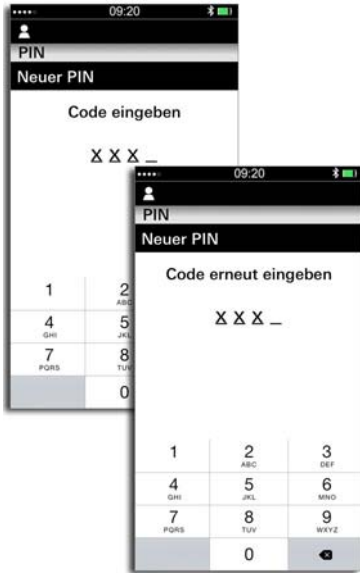 09:20
PIN
Neuer PIN
Code eingeben
X X X _
1 2
ABC
4 5
GHI JKL
7 8
PQRS TUV
0
09:20
PIN
Neuer PIN
Code erneut eingeben
X X X _
1 2 3
ABC DEF
4 5 6
GHI JKL MNO
7 8 9
PQRS TUV WXYZ
0